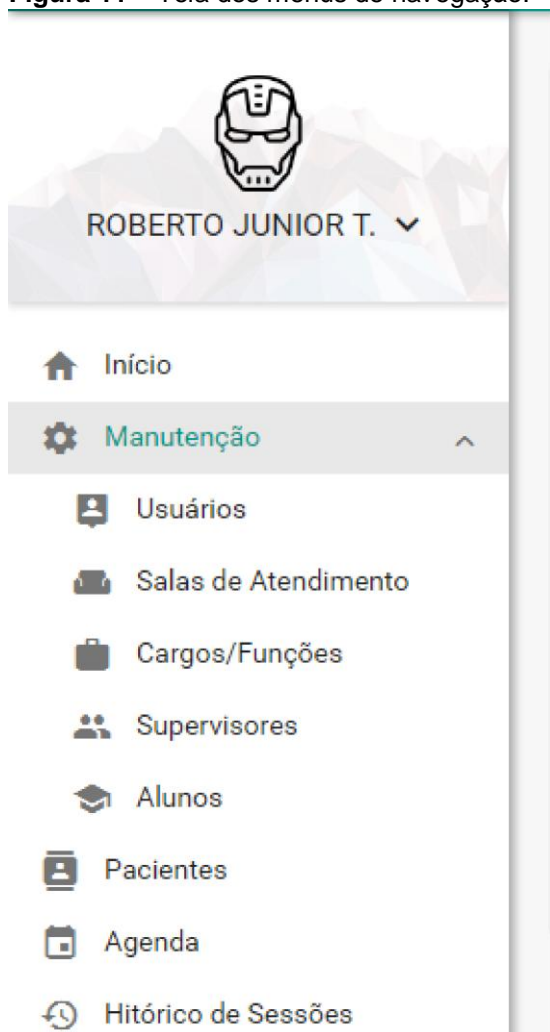 ROBERTO JUNIOR T.
Início
Manutenção
Usuários
Salas de Atendimento
Cargos/Funções
Supervisores
Alunos
Pacientes
Agenda
Hitórico de Sessões